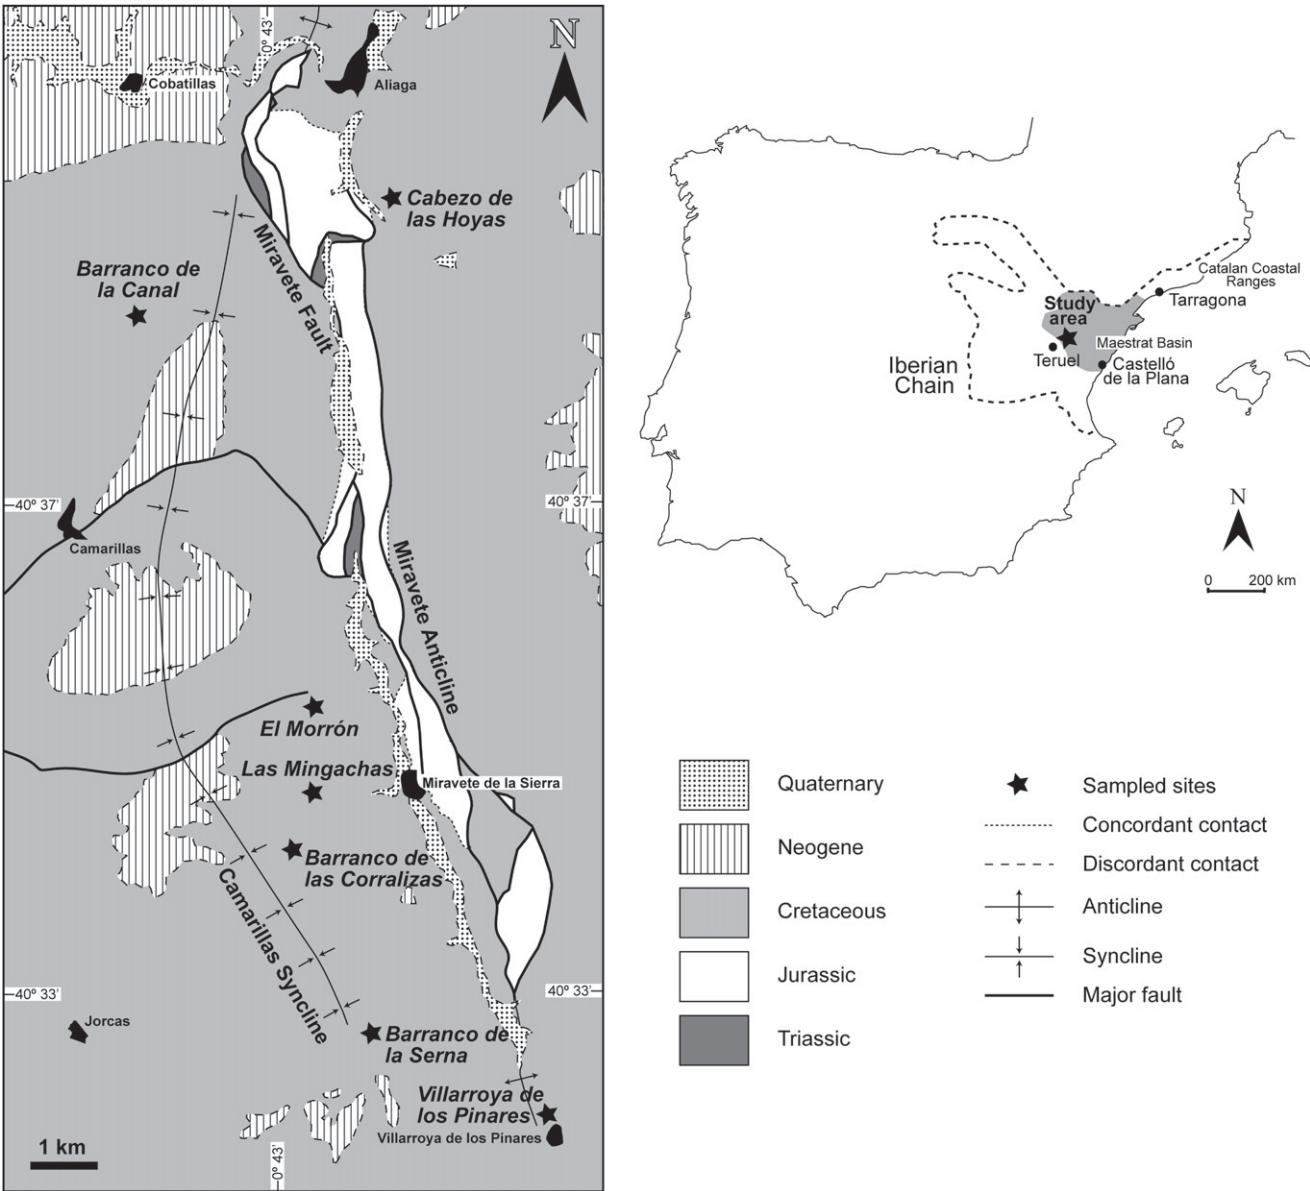 0º 43'
N
Cobatillas
Aliaga
Cabezo de
las Hoyas
Miravete Fault
Barranco de
la Canal
40º 37'
40º 37'
Camarillas
Miravete Anticline
El Morrón
Las Mingachas
Miravete de la Sierra
Barranco de
las Corralizas
Camarillas Syncline
40º 33'
40º 33'
Jorcas
Barranco de
la Serna
Villarroya de
los Pinares
Villarroya de los Pinares
1 km
0º 43'
Catalan Coastal
Ranges
Tarragona
Study
area
Maestrat Basin
Teruel
Castelló
de la Plana
Iberian
Chain
N
0 200 km
Quaternary
Neogene
Cretaceous
Jurassic
Triassic
Sampled sites
Concordant contact
Discordant contact
Anticline
Syncline
Major fault